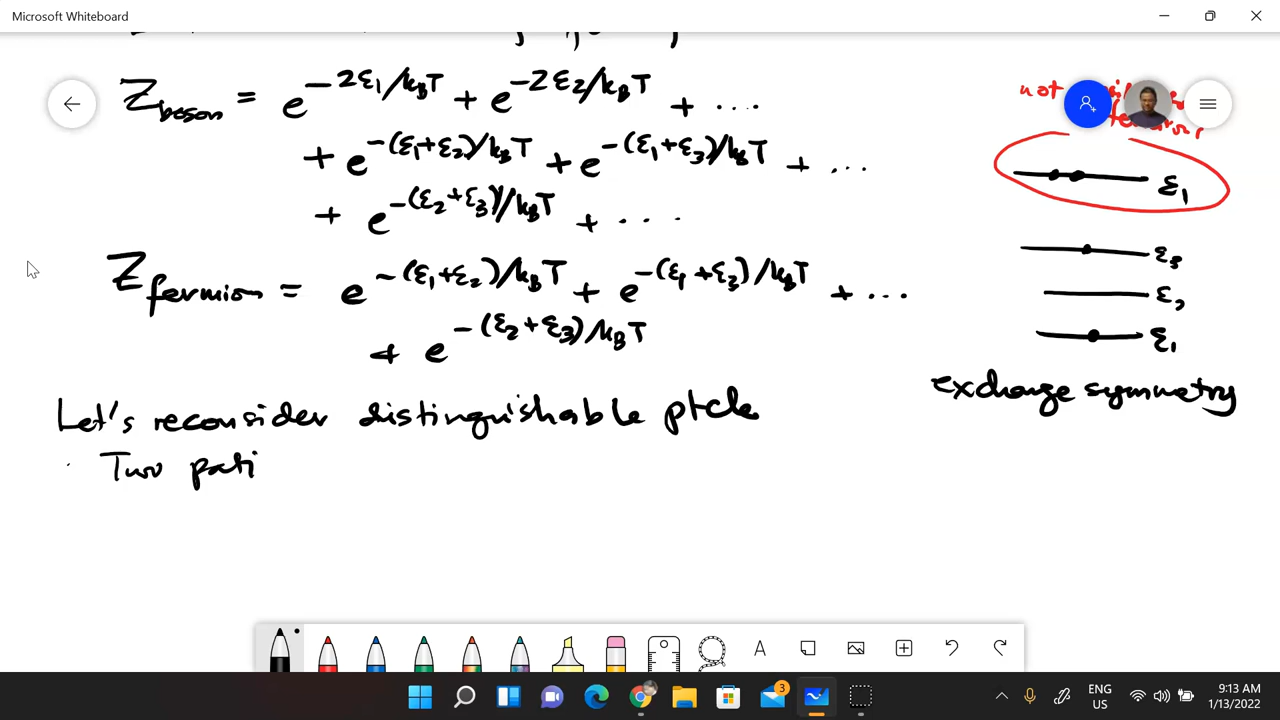 Microsoft Whiteboard
Z_boson = e^{-2ε₁/k_BT} + e^{-2ε₂/k_BT} + ...
+ e^{-(ε₁+ε₂)/k_BT} + e^{-(ε₁+ε₃)/k_BT} + ...
+ e^{-(ε₂+ε₃)/k_BT} + ....
Z_fermion = e^{-(ε₁+ε₂)/k_BT} + e^{-(ε₁+ε₃)/k_BT} + ...
+ e^{-(ε₂+ε₃)/k_BT}
Let's reconsider distinguishable ptcle
· Two pati
not
ε₁
ε₃
ε₂
ε₁
exchange symmetry
A
3
ENG
US
9:13 AM
1/13/2022